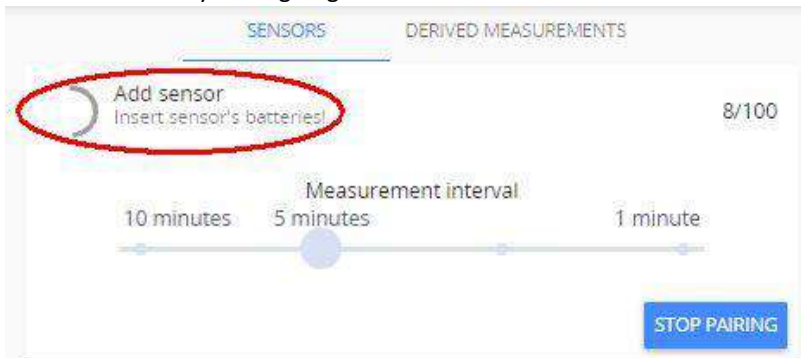 SENSORS DERIVED MEASUREMENTS
Add sensor
Insert sensor's batteries! 8/100
Measurement interval
10 minutes 5 minutes 1 minute
STOP PAIRING